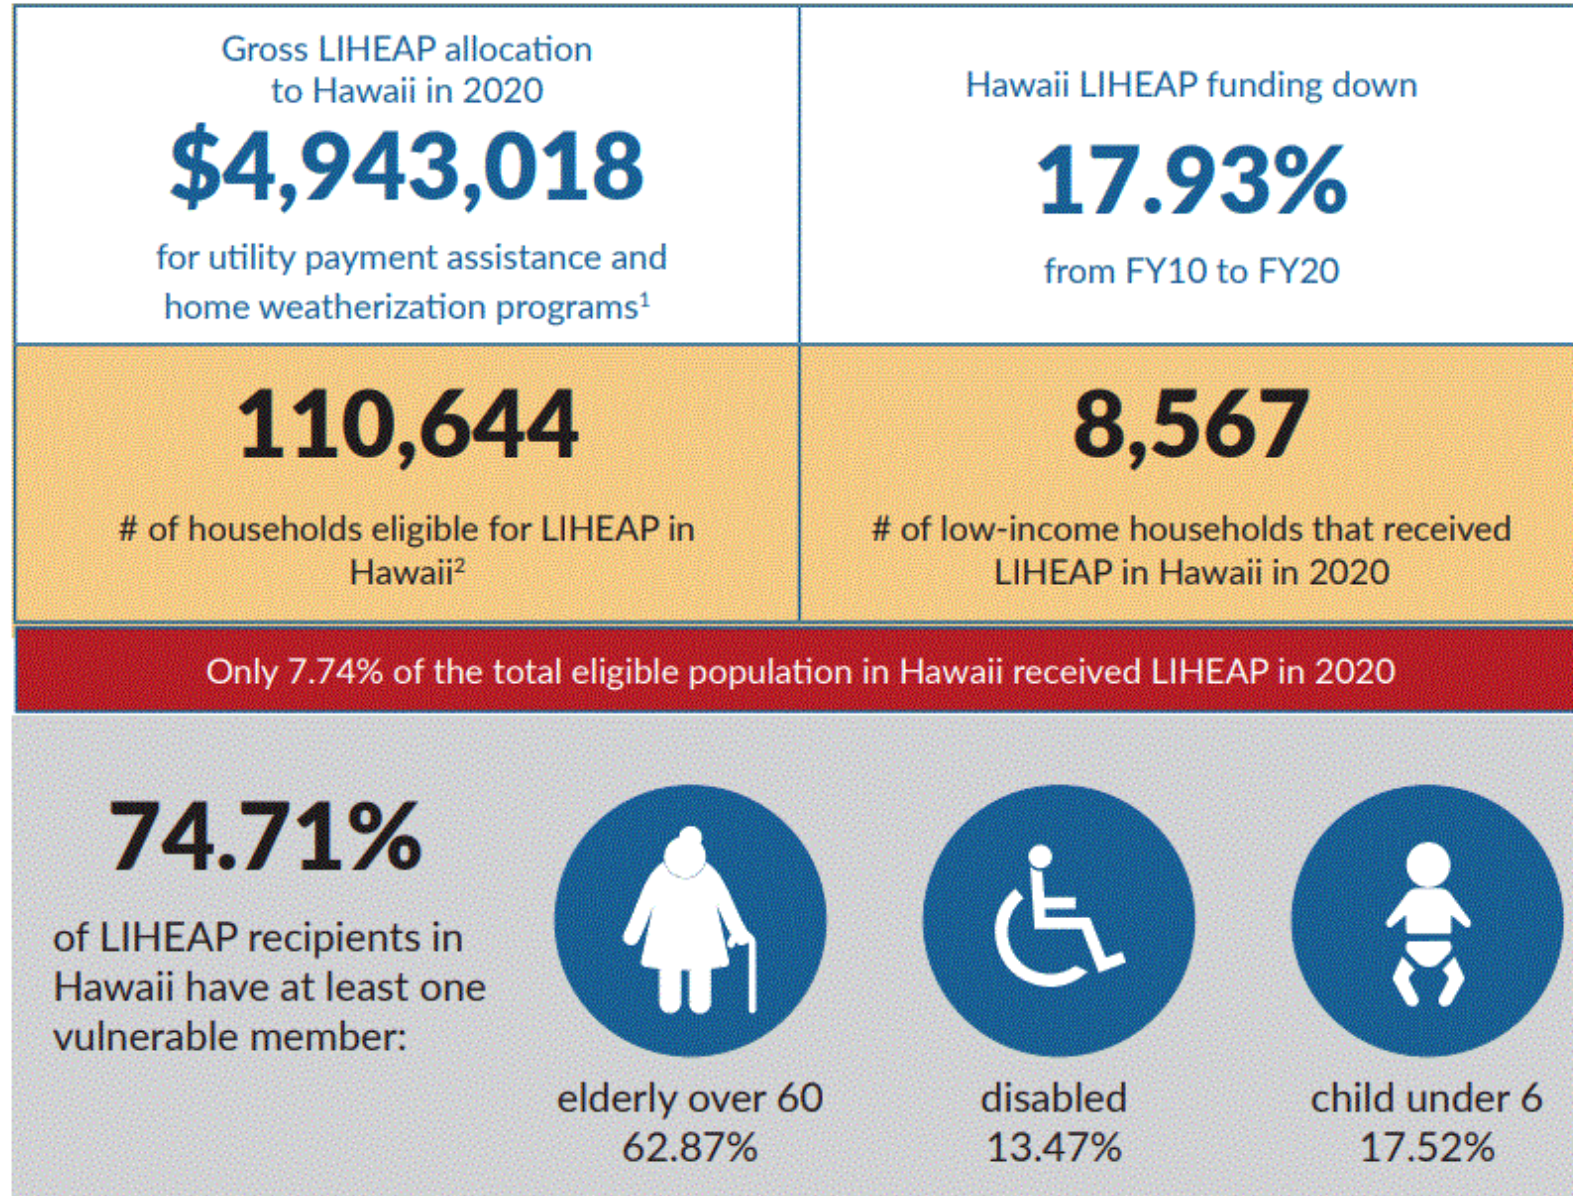 Gross LIHEAP allocation
to Hawaii in 2020
$4,943,018
for utility payment assistance and
home weatherization programs¹
Hawaii LIHEAP funding down
17.93%
from FY10 to FY20
110,644
# of households eligible for LIHEAP in
Hawaii²
8,567
# of low-income households that received
LIHEAP in Hawaii in 2020
Only 7.74% of the total eligible population in Hawaii received LIHEAP in 2020
74.71%
of LIHEAP recipients in
Hawaii have at least one
vulnerable member:
elderly over 60
62.87%
disabled
13.47%
child under 6
17.52%